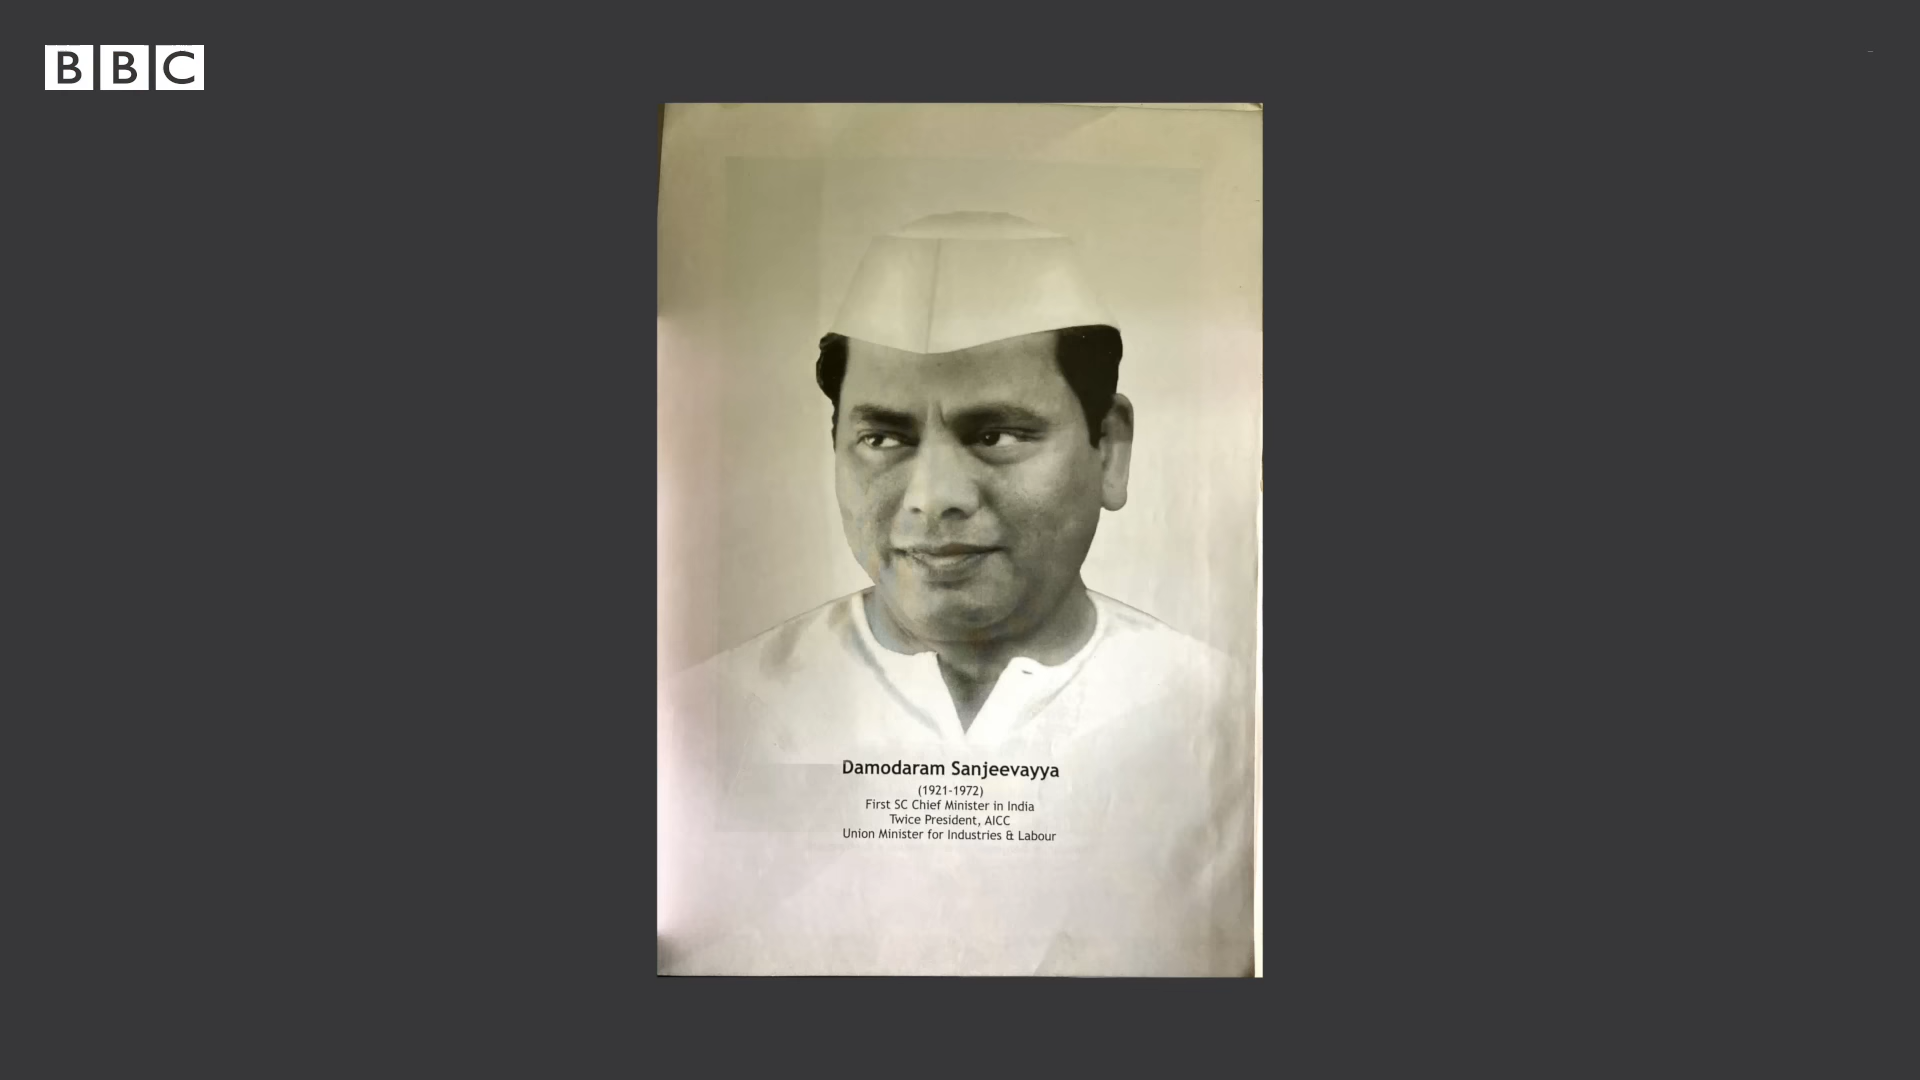 BBC
Damodaram Sanjeevayya
(1921-1972)
First SC Chief Minister in India
Twice President, AICC
Union Minister for Industries & Labour